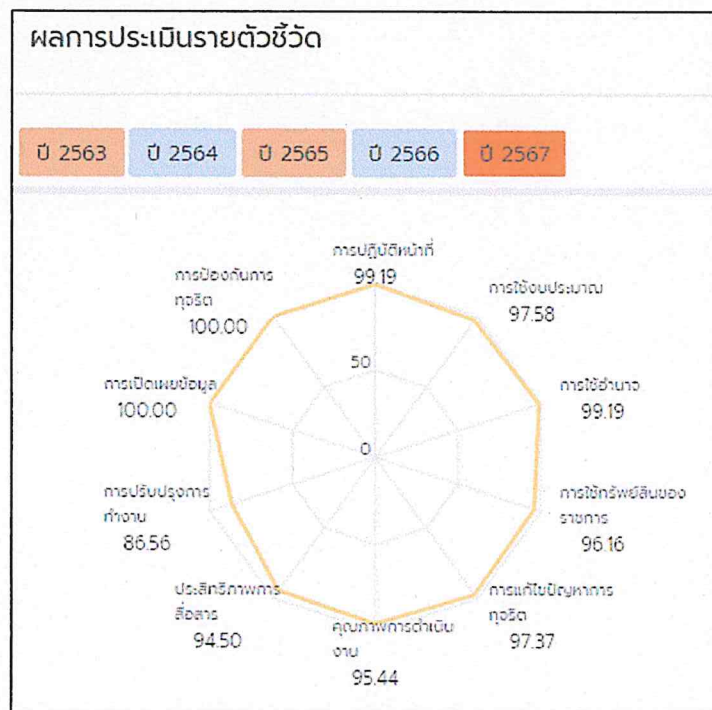 ผลการประเมินรายตัวชี้วัด
ปี 2563
ปี 2564
ปี 2565
ปี 2566
ปี 2567
การปฏิบัติหน้าที่
99.19
การใช้งบประมาณ
97.58
การใช้อำนาจ
99.19
การใช้ทรัพย์สินของ
ราชการ
96.16
การแก้ไขปัญหาการ
ทุจริต
97.37
คุณภาพการดำเนิน
งาน
95.44
ประสิทธิภาพการ
สื่อสาร
94.50
การปรับปรุงการ
ทำงาน
86.56
การเปิดเผยข้อมูล
100.00
การป้องกันการ
ทุจริต
100.00
50
0